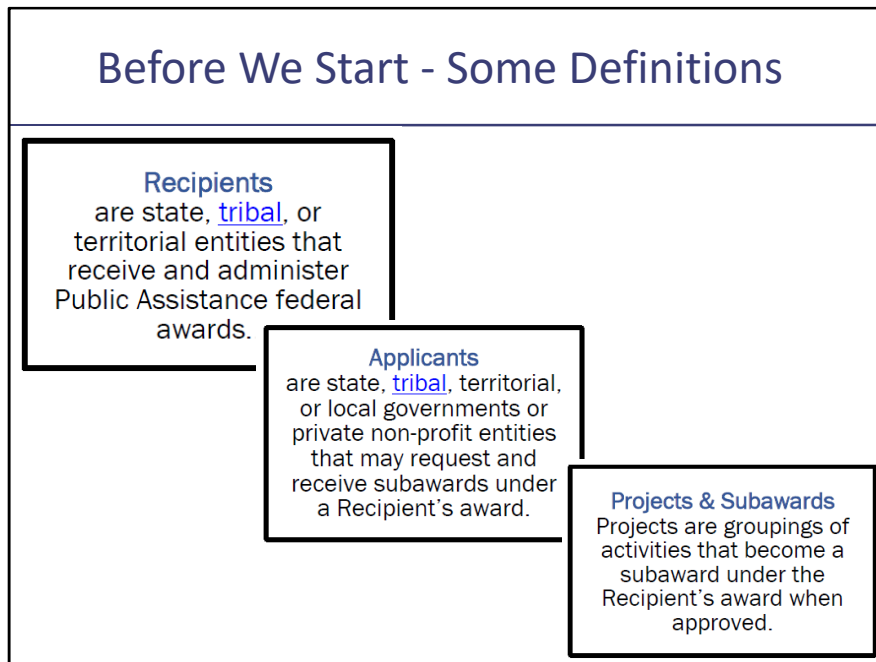 Before We Start - Some Definitions
Recipients
are state, tribal, or
territorial entities that
receive and administer
Public Assistance federal
awards.
Applicants
are state, tribal, territorial,
or local governments or
private non-profit entities
that may request and
receive subawards under
a Recipient's award.
Projects & Subawards
Projects are groupings of
activities that become a
subaward under the
Recipient's award when
approved.